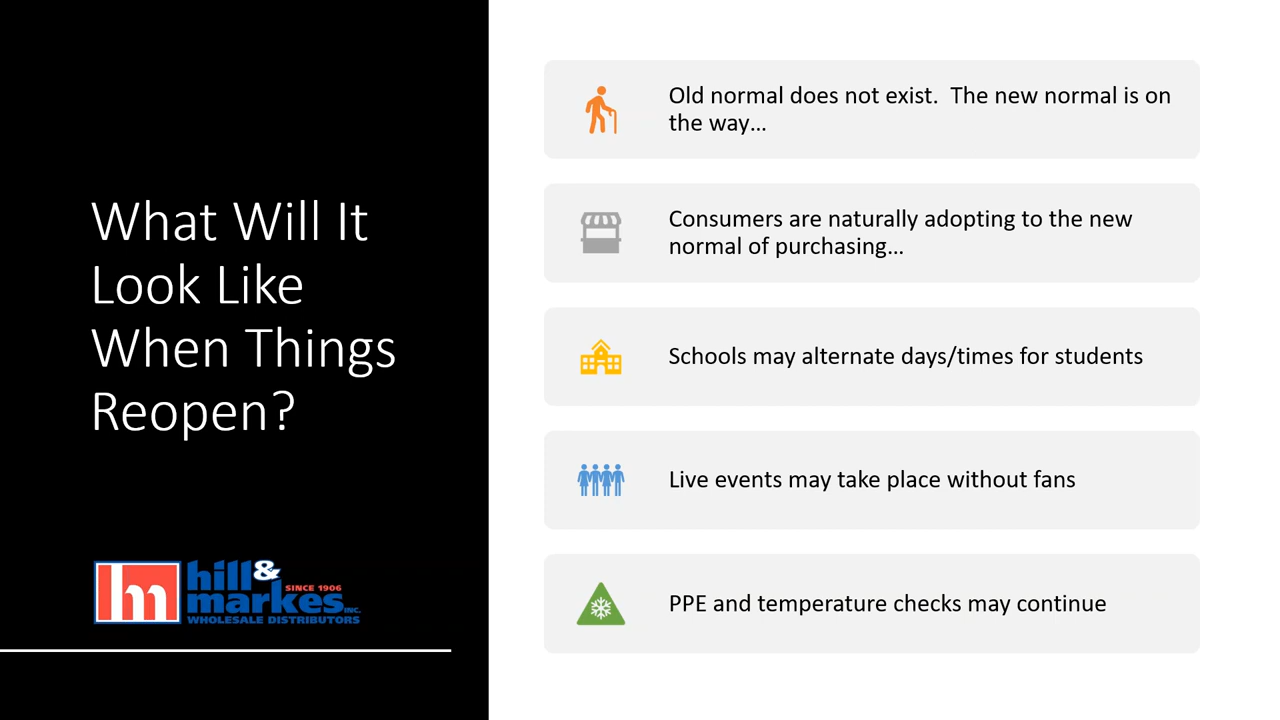 What Will It
Look Like
When Things
Reopen?
hill&
SINCE 1906
markes INC.
WHOLESALE DISTRIBUTORS
Old normal does not exist.  The new normal is on
the way...
Consumers are naturally adopting to the new
normal of purchasing...
Schools may alternate days/times for students
Live events may take place without fans
PPE and temperature checks may continue